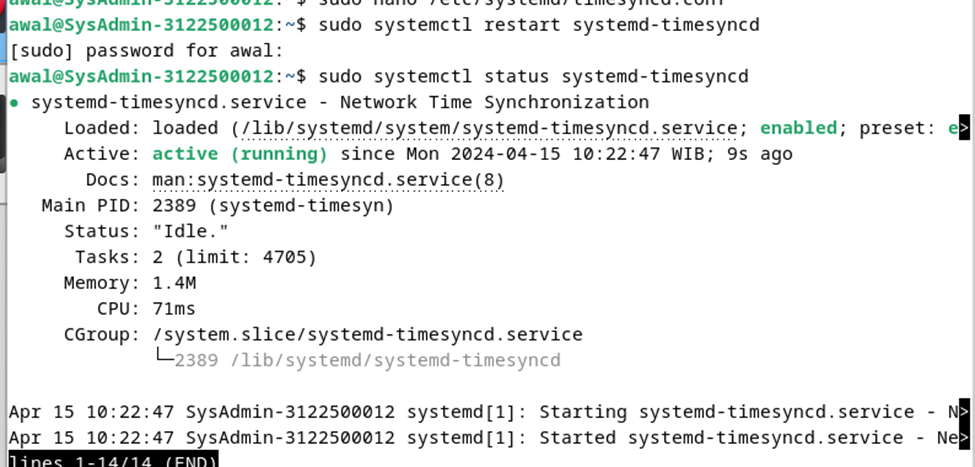 awal@SysAdmin-3122500012:~$ sudo nano /etc/systemd/timesyncd.conf
awal@SysAdmin-3122500012:~$ sudo systemctl restart systemd-timesyncd
[sudo] password for awal:
awal@SysAdmin-3122500012:~$ sudo systemctl status systemd-timesyncd
● systemd-timesyncd.service - Network Time Synchronization
     Loaded: loaded (/lib/systemd/system/systemd-timesyncd.service; enabled; preset: e>
     Active: active (running) since Mon 2024-04-15 10:22:47 WIB; 9s ago
       Docs: man:systemd-timesyncd.service(8)
   Main PID: 2389 (systemd-timesyn)
     Status: "Idle."
      Tasks: 2 (limit: 4705)
     Memory: 1.4M
        CPU: 71ms
     CGroup: /system.slice/systemd-timesyncd.service
             └─2389 /lib/systemd/systemd-timesyncd
Apr 15 10:22:47 SysAdmin-3122500012 systemd[1]: Starting systemd-timesyncd.service - N>
Apr 15 10:22:47 SysAdmin-3122500012 systemd[1]: Started systemd-timesyncd.service - Ne>
lines 1-14/14 (END)